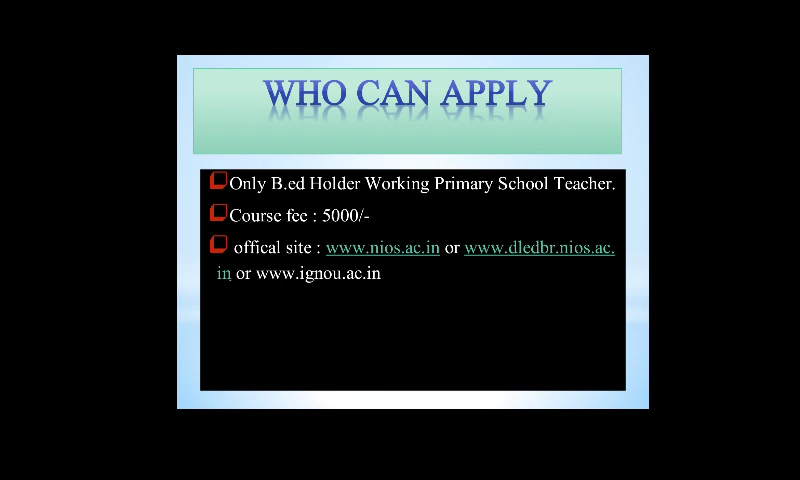 WHO CAN APPLY
Only B.ed Holder Working Primary School Teacher.
Course fee : 5000/-
offical site : www.nios.ac.in or www.dledbr.nios.ac.
in or www.ignou.ac.in